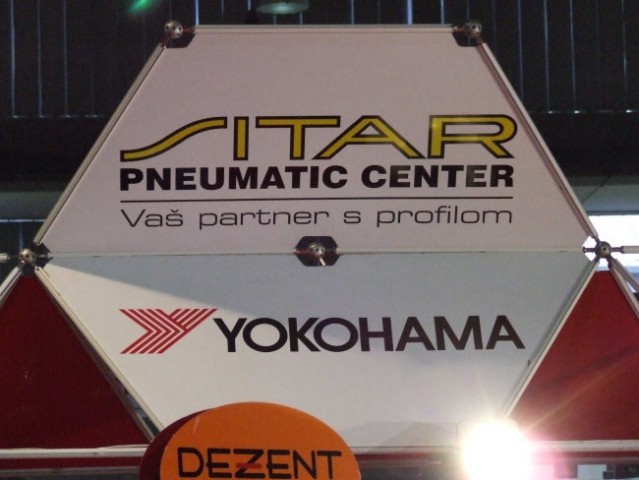 SITAR
PNEUMATIC CENTER
Vaš partner s profilom
YOKOHAMA
DEZENT